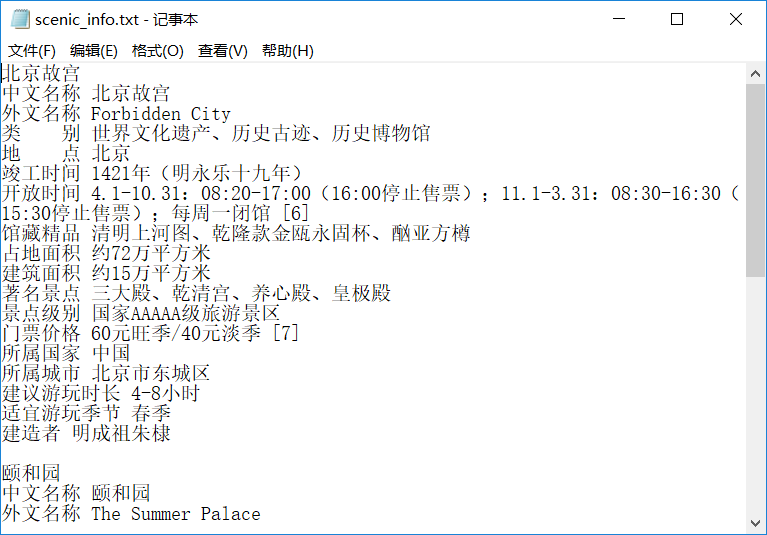 scenic_info.txt - 记事本
文件(F) 编辑(E) 格式(O) 查看(V) 帮助(H)
北京故宫
中文名称 北京故宫
外文名称 Forbidden City
类　　别 世界文化遗产、历史古迹、历史博物馆
地　　点 北京
竣工时间 1421年（明永乐十九年）
开放时间 4.1-10.31：08:20-17:00（16:00停止售票）；11.1-3.31：08:30-16:30（
15:30停止售票）；每周一闭馆 [6]
馆藏精品 清明上河图、乾隆款金瓯永固杯、酗亚方樽
占地面积 约72万平方米
建筑面积 约15万平方米
著名景点 三大殿、乾清宫、养心殿、皇极殿
景点级别 国家AAAAA级旅游景区
门票价格 60元旺季/40元淡季 [7]
所属国家 中国
所属城市 北京市东城区
建议游玩时长 4-8小时
适宜游玩季节 春季
建造者 明成祖朱棣
颐和园
中文名称 颐和园
外文名称 The Summer Palace